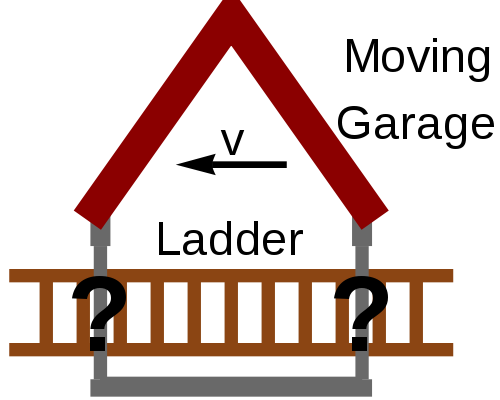 Moving
Garage
v
Ladder
? ?